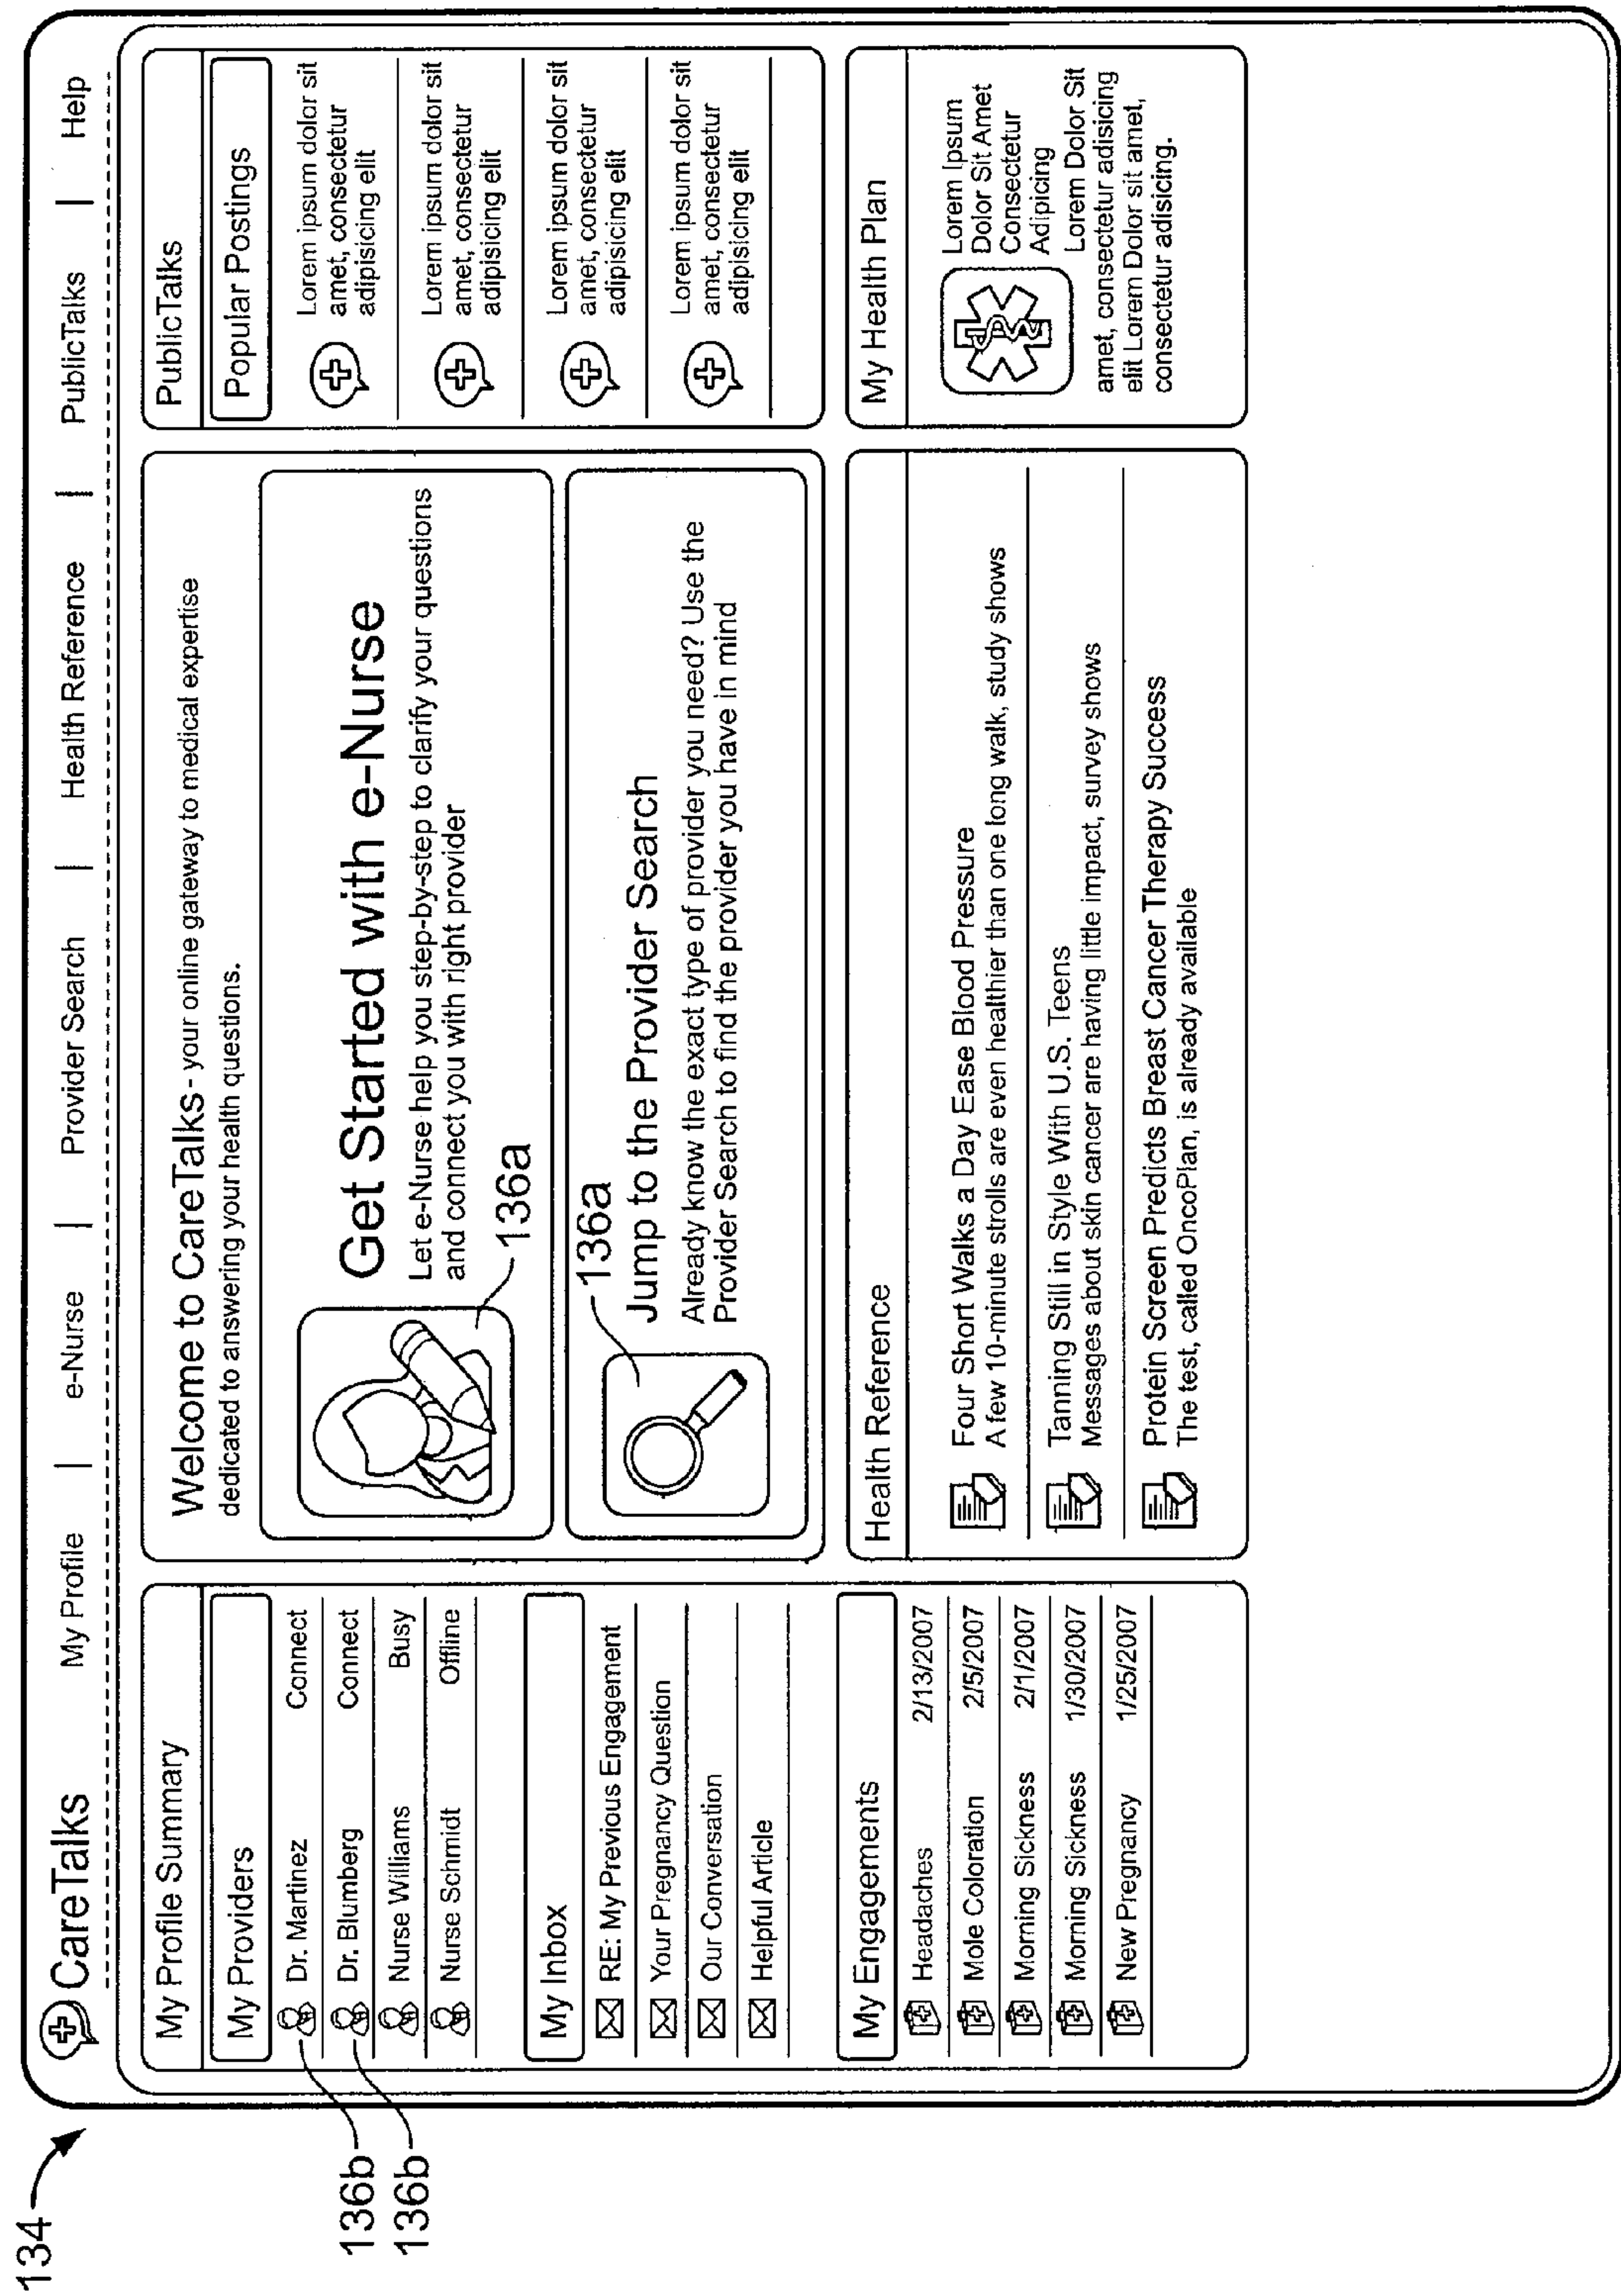 134
CareTalks
My Profile | e-Nurse | Provider Search | Health Reference | PublicTalks | Help
My Profile Summary
My Providers
Dr. Martinez Connect
Dr. Blumberg Connect
Nurse Williams Busy
Nurse Schmidt Offline
136b
136b
My Inbox
RE: My Previous Engagement
Your Pregnancy Question
Our Conversation
Helpful Article
My Engagements
Headaches 2/13/2007
Mole Coloration 2/5/2007
Morning Sickness 2/1/2007
Morning Sickness 1/30/2007
New Pregnancy 1/25/2007
Welcome to CareTalks - your online gateway to medical expertise
dedicated to answering your health questions.
Get Started with e-Nurse
Let e-Nurse help you step-by-step to clarify your questions
and connect you with right provider
136a
136a
Jump to the Provider Search
Already know the exact type of provider you need? Use the
Provider Search to find the provider you have in mind
Health Reference
Four Short Walks a Day Ease Blood Pressure
A few 10-minute strolls are even healthier than one long walk, study shows
Tanning Still in Style With U.S. Teens
Messages about skin cancer are having little impact, survey shows
Protein Screen Predicts Breast Cancer Therapy Success
The test, called OncoPlan, is already available
PublicTalks
Popular Postings
Lorem ipsum dolor sit
amet, consectetur
adipisicing elit
Lorem ipsum dolor sit
amet, consectetur
adipisicing elit
Lorem ipsum dolor sit
amet, consectetur
adipisicing elit
Lorem ipsum dolor sit
amet, consectetur
adipisicing elit
My Health Plan
Lorem Ipsum
Dolor Sit Amet
Consectetur
Adipicing
Lorem Dolor Sit
amet, consectetur adisicing
elit Lorem Dolor sit amet,
consectetur adisicing.